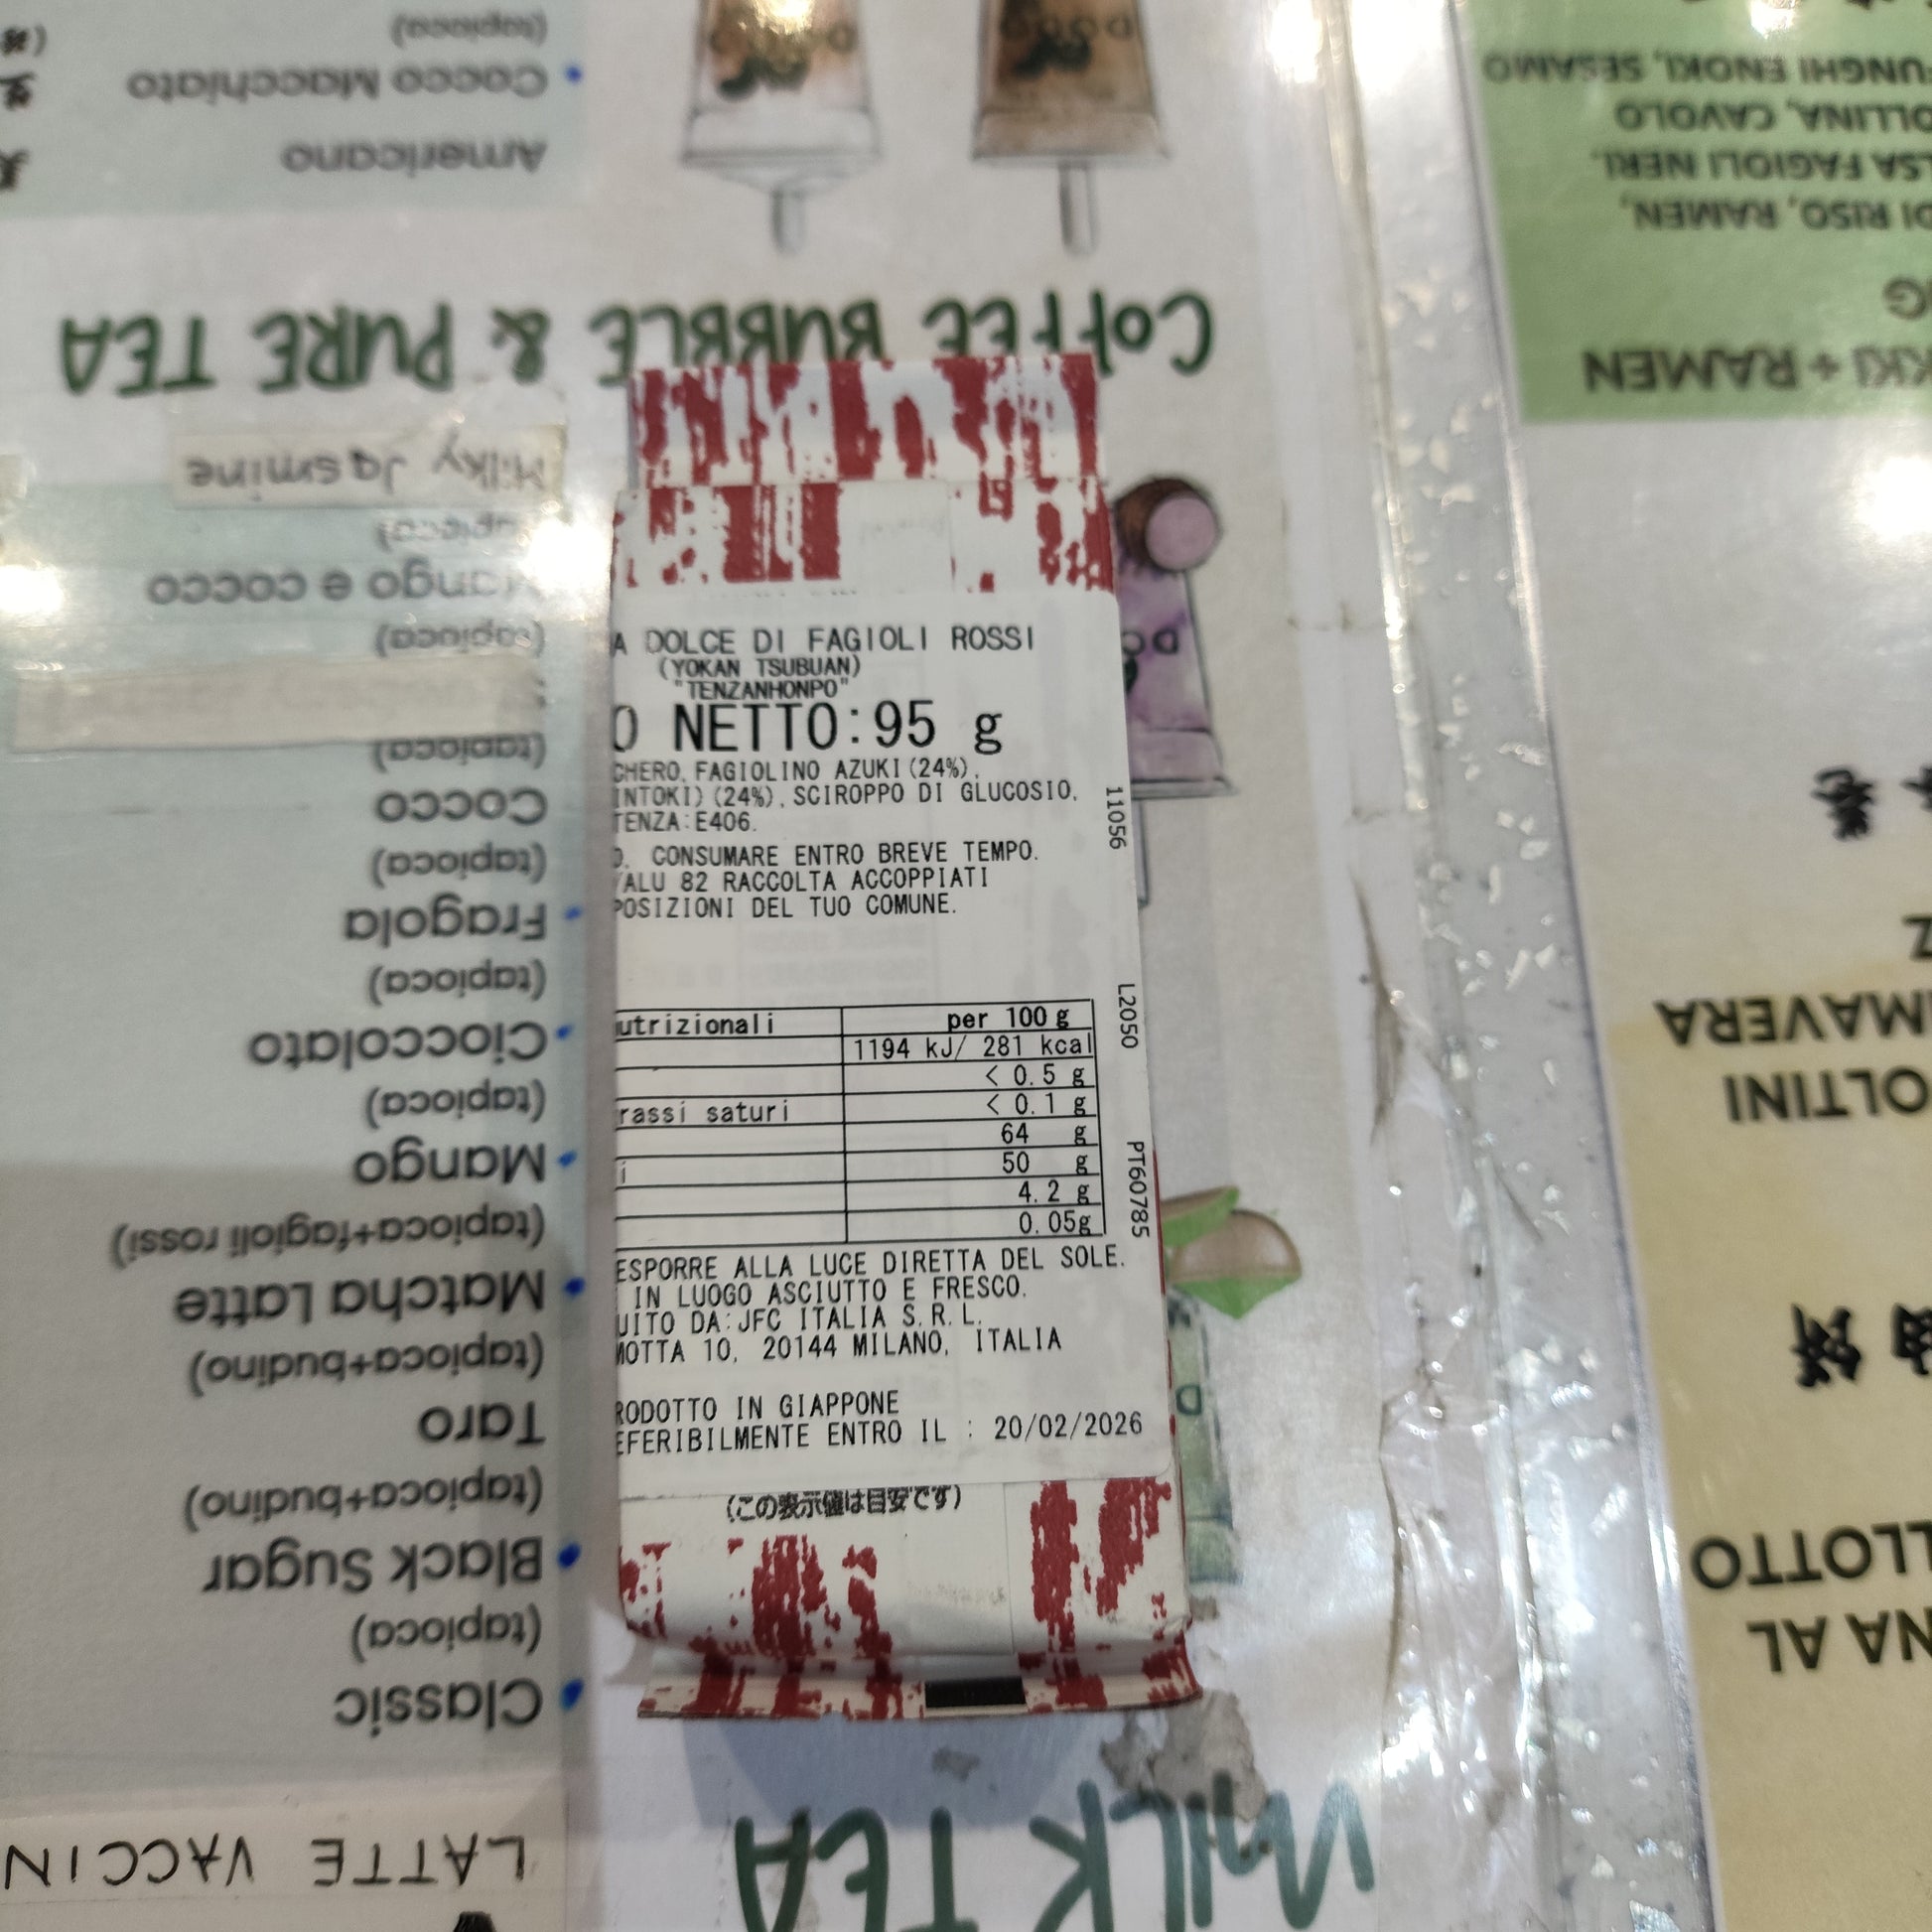 A DOLCE DI FAGIOLI ROSSI
(YOKAN TSUBUAN)
"TENZANHONPO"
O NETTO:95 g
CHERO, FAGIOLINO AZUKI (24%),
INTOKI) (24%), SCIROPPO DI GLUCOSIO,
TENZA:E406.
O. CONSUMARE ENTRO BREVE TEMPO.
/ALU 82 RACCOLTA ACCOPPIATI
POSIZIONI DEL TUO COMUNE.
utrizionali per 100 g
1194 kJ/ 281 kcal
< 0.5 g
rassi saturi < 0.1 g
64 g
i 50 g
4.2 g
0.05g
ESPORRE ALLA LUCE DIRETTA DEL SOLE.
IN LUOGO ASCIUTTO E FRESCO.
UITO DA:JFC ITALIA S.R.L.
MOTTA 10, 20144 MILANO, ITALIA
RODOTTO IN GIAPPONE
EFERIBILMENTE ENTRO IL : 20/02/2026
11056
L2050
PT60785
(この表示値は目安です)
MILK TEA
LATTE VACCIN
Classic
(tapioca)
Black Sugar
(tapioca+budino)
Taro
(tapioca+budino)
Matcha Latte
(tapioca+fagioli rossi)
Mango
(tapioca)
Cioccolato
(tapioca)
Fragola
(tapioca)
Cocco
(tapioca)
(tapioca)
Mango e cocco
(tapioca)
Milky Jasmine
COFFEE BUBBLE & PURE TEA
Americano
Cocco Macchiato
(tapioca)
NA AL
LLOTTO
OLTINI
MAVERA
Z
KKI + RAMEN
G
DI RISO, RAMEN,
LSA FAGIOLI NERI,
OLLINA, CAVOLO
FUNGHI ENOKI, SESAMO